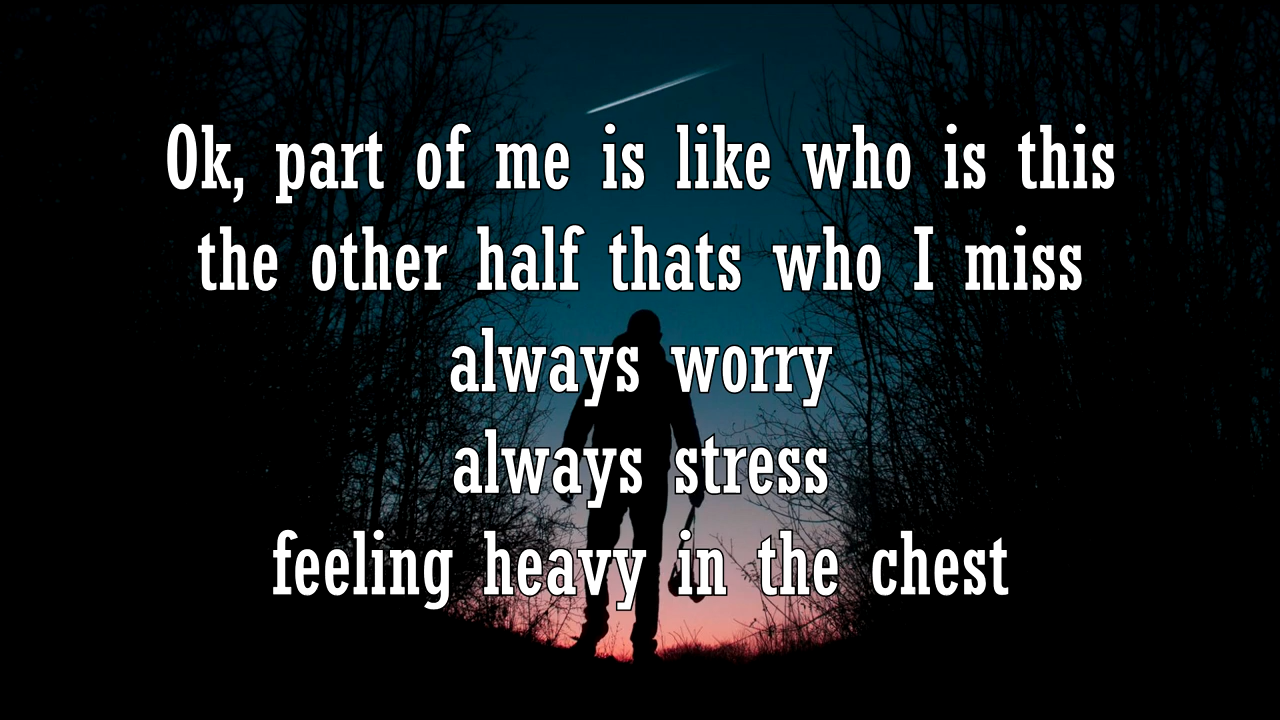 Ok, part of me is like who is this
the other half thats who I miss
always worry
always stress
feeling heavy in the chest